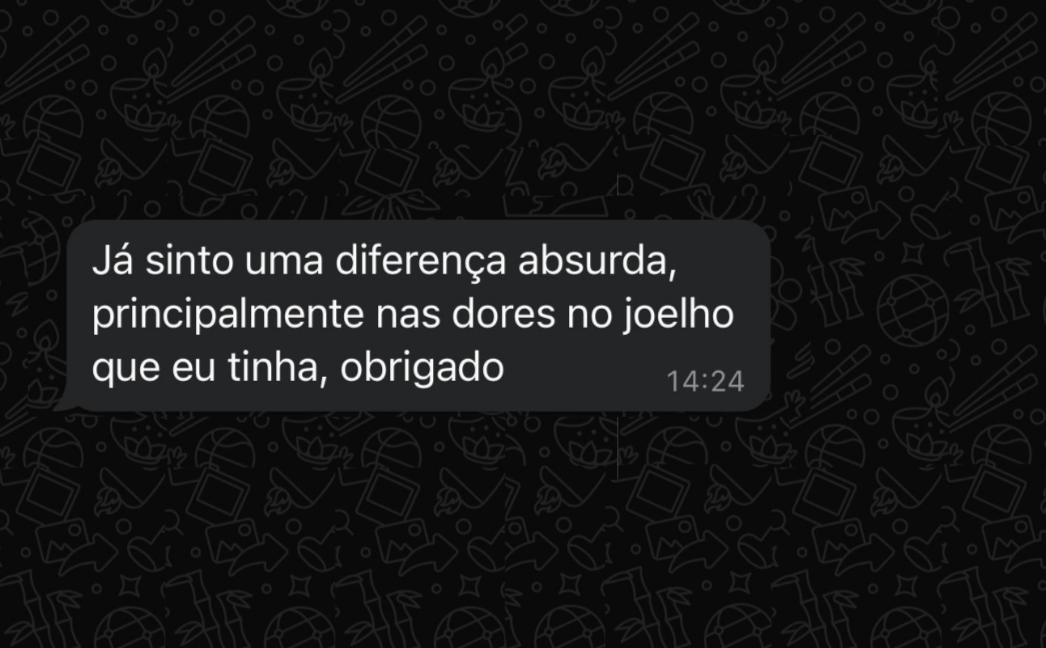 Já sinto uma diferença absurda,
principalmente nas dores no joelho
que eu tinha, obrigado
14:24